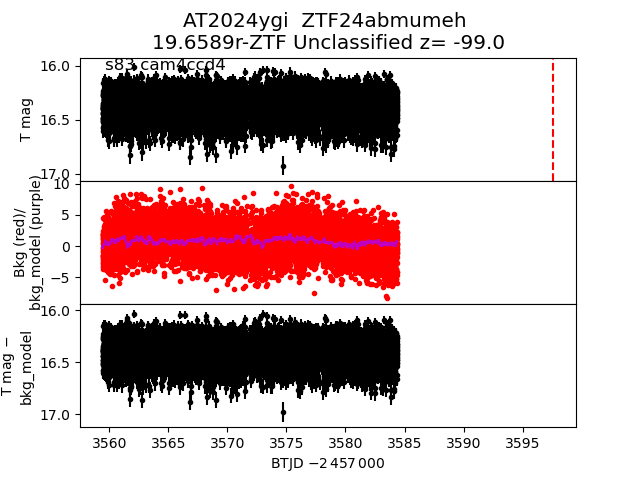 AT2024ygi  ZTF24abmumeh
19.6589r-ZTF Unclassified z= -99.0
s83 cam4ccd4
16.0
16.5
17.0
T mag
10
5
0
−5
Bkg (red)/
bkg_model (purple)
16.0
16.5
17.0
T mag −
bkg_model
3560 3565 3570 3575 3580 3585 3590 3595
BTJD −2 457 000